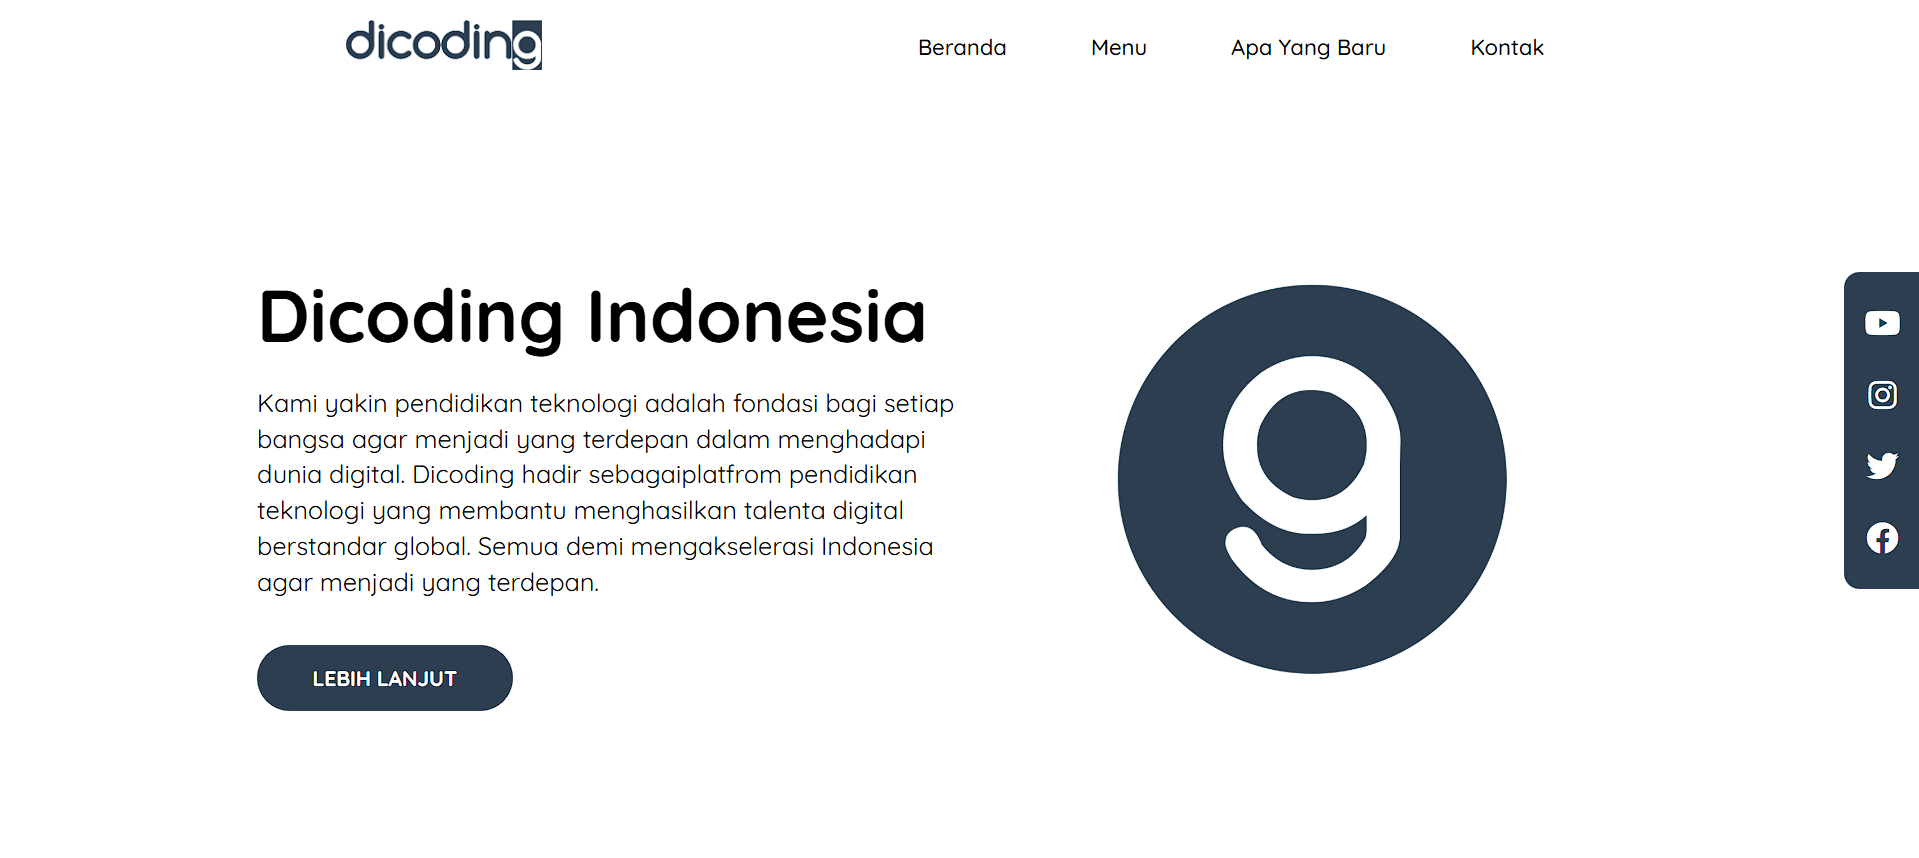 dicoding
Beranda Menu Apa Yang Baru Kontak
Dicoding Indonesia
Kami yakin pendidikan teknologi adalah fondasi bagi setiap
bangsa agar menjadi yang terdepan dalam menghadapi
dunia digital. Dicoding hadir sebagaiplatfrom pendidikan
teknologi yang membantu menghasilkan talenta digital
berstandar global. Semua demi mengakselerasi Indonesia
agar menjadi yang terdepan.
g
LEBIH LANJUT